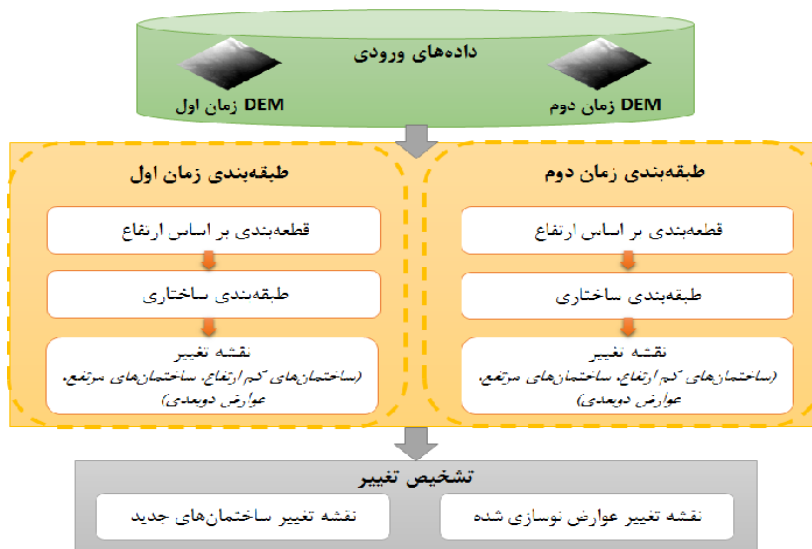 داده‌های ورودی
DEM زمان دوم
DEM زمان اول
طبقه‌بندی زمان دوم
قطعه‌بندی بر اساس ارتفاع
طبقه‌بندی ساختاری
نقشه تغییر
(ساختمان‌های کم ارتفاع، ساختمان‌های مرتفع،
عوارض دوبعدی)
طبقه‌بندی زمان اول
قطعه‌بندی بر اساس ارتفاع
طبقه‌بندی ساختاری
نقشه تغییر
(ساختمان‌های کم ارتفاع، ساختمان‌های مرتفع،
عوارض دوبعدی)
تشخیص تغییر
نقشه تغییر عوارض نوسازی شده
نقشه تغییر ساختمان‌های جدید